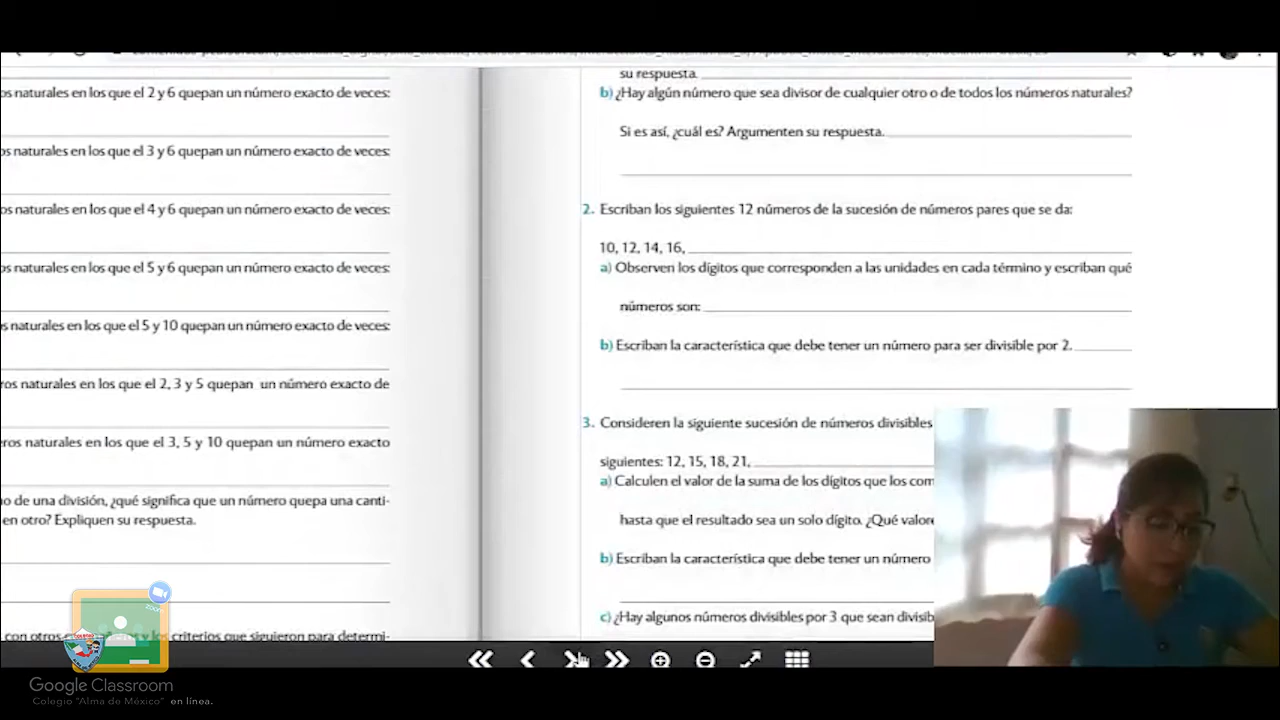 os naturales en los que el 2 y 6 quepan un número exacto de veces:
os naturales en los que el 3 y 6 quepan un número exacto de veces:
os naturales en los que el 4 y 6 quepan un número exacto de veces:
os naturales en los que el 5 y 6 quepan un número exacto de veces:
s naturales en los que el 5 y 10 quepan un número exacto de veces:
ros naturales en los que el 2, 3 y 5 quepan un número exacto de
eros naturales en los que el 3, 5 y 10 quepan un número exacto
no de una división, ¿qué significa que un número quepa una canti-
en otro? Expliquen su respuesta.
con otros y los criterios que siguieron para determi-
su respuesta.
b) ¿Hay algún número que sea divisor de cualquier otro o de todos los números naturales?
Si es así, ¿cuál es? Argumenten su respuesta.
2. Escriban los siguientes 12 números de la sucesión de números pares que se da:
10, 12, 14, 16,
a) Observen los dígitos que corresponden a las unidades en cada término y escriban qué
números son:
b) Escriban la característica que debe tener un número para ser divisible por 2.
3. Consideren la siguiente sucesión de números divisibles
siguientes: 12, 15, 18, 21,
a) Calculen el valor de la suma de los dígitos que los com
hasta que el resultado sea un solo dígito. ¿Qué valore
b) Escriban la característica que debe tener un número
c) ¿Hay algunos números divisibles por 3 que sean divisib
zoom
Google Classroom
Colegio "Alma de México" en línea.